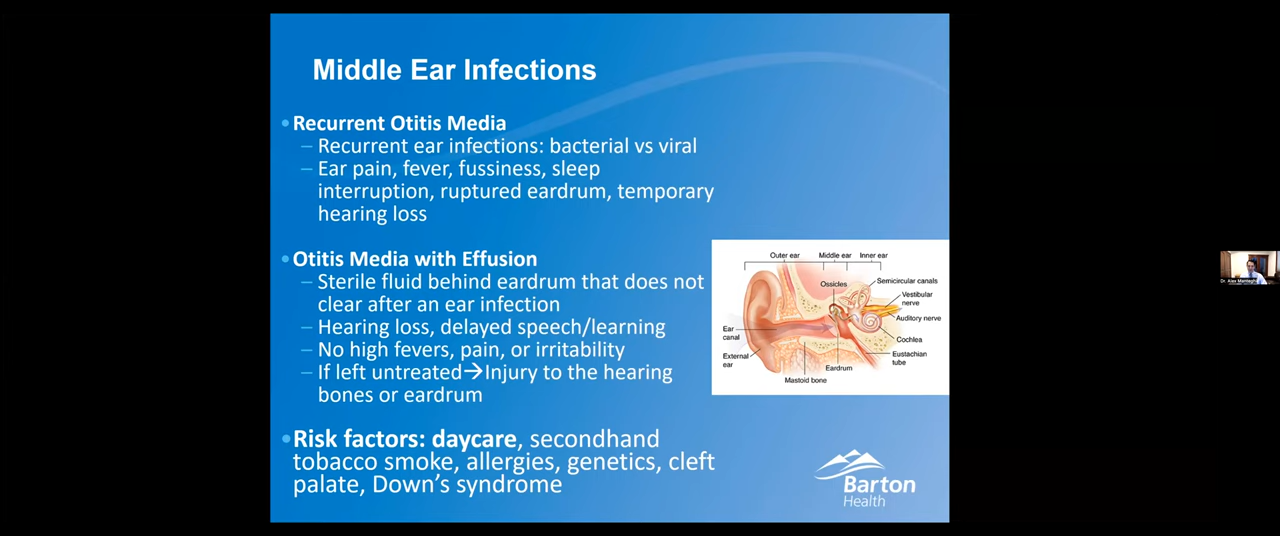 Middle Ear Infections
•Recurrent Otitis Media
– Recurrent ear infections: bacterial vs viral
– Ear pain, fever, fussiness, sleep
interruption, ruptured eardrum, temporary
hearing loss
•Otitis Media with Effusion
– Sterile fluid behind eardrum that does not
clear after an ear infection
– Hearing loss, delayed speech/learning
– No high fevers, pain, or irritability
– If left untreated→Injury to the hearing
bones or eardrum
•Risk factors: daycare, secondhand
tobacco smoke, allergies, genetics, cleft
palate, Down's syndrome
Outer ear
Middle ear
Inner ear
Ossicles
Semicircular canals
Vestibular
nerve
Auditory nerve
Ear
canal
Cochlea
External
ear
Eustachian
tube
Eardrum
Mastoid bone
Barton
Health
Dr. Alex